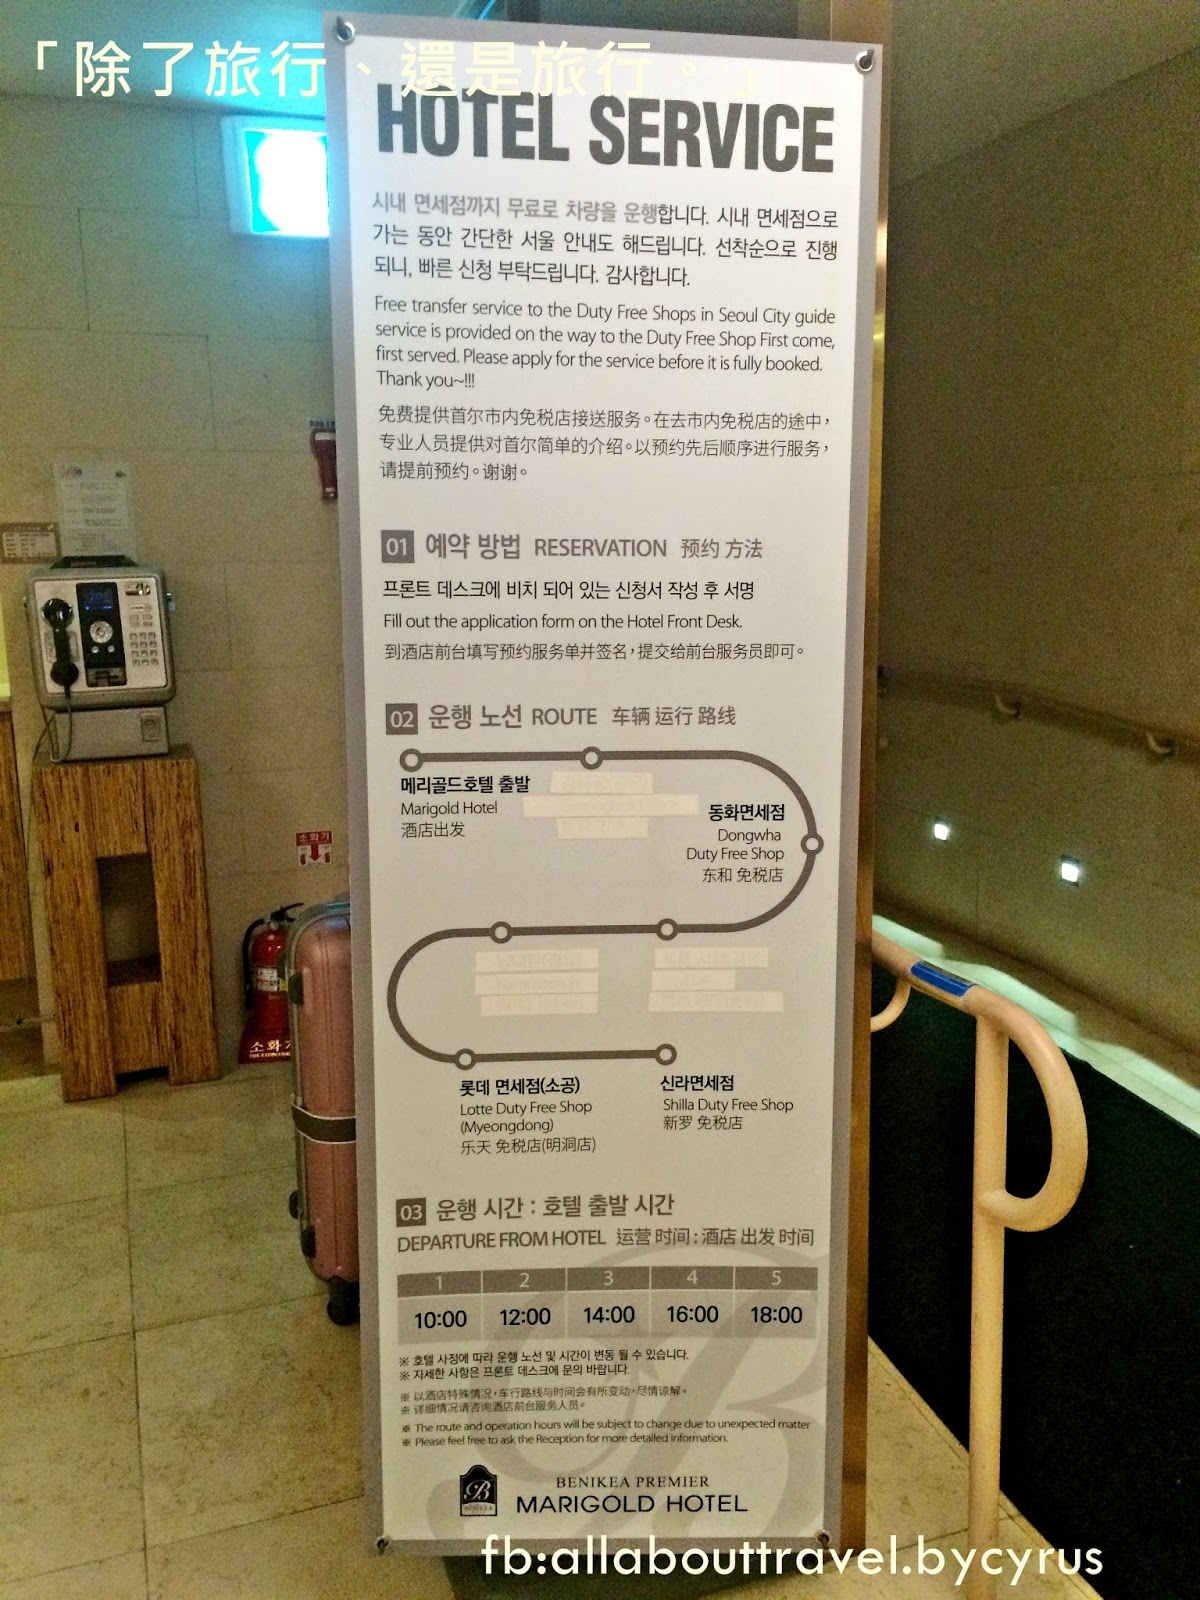 「除了旅行、還是旅行。」
HOTEL SERVICE
시내 면세점까지 무료로 차량을 운행합니다. 시내 면세점으로
가는 동안 간단한 서울 안내도 해드립니다. 선착순으로 진행
되니, 빠른 신청 부탁드립니다. 감사합니다.
Free transfer service to the Duty Free Shops in Seoul City guide
service is provided on the way to the Duty Free Shop First come,
first served. Please apply for the service before it is fully booked.
Thank you~!!!
免费提供首尔市内免税店接送服务。在去市内免税店的途中，
专业人员提供对首尔简单的介绍。以预约先后顺序进行服务，
请提前预约。谢谢。
01 예약 방법 RESERVATION 预约 方法
프론트 데스크에 비치 되어 있는 신청서 작성 후 서명
Fill out the application form on the Hotel Front Desk.
到酒店前台填写预约服务单并签名，提交给前台服务员即可。
02 운행 노선 ROUTE 车辆 运行 路线
메리골드호텔 출발
Marigold Hotel
酒店出发
동화면세점
Dongwha
Duty Free Shop
东和 免税店
롯데 면세점(소공)
Lotte Duty Free Shop
(Myeongdong)
乐天 免税店(明洞店)
신라면세점
Shilla Duty Free Shop
新罗 免税店
03 운행 시간 : 호텔 출발 시간
DEPARTURE FROM HOTEL 运营 时间 : 酒店 出发 时间
1 2 3 4 5
10:00 12:00 14:00 16:00 18:00
※ 호텔 사정에 따라 운행 노선 및 시간이 변동 될 수 있습니다.
※ 자세한 사항은 프론트 데스크에 문의 바랍니다.
※ 以酒店特殊情况，车行路线与时间会有所变动，尽情谅解。
※ 详细情况请咨询酒店前台服务人员。
※ The route and operation hours will be subject to change due to unexpected matter
※ Please feel free to ask the Reception for more detailed information.
B
BENIKEA
BENIKEA PREMIER
MARIGOLD HOTEL
소화기
소화기
fb:allabouttravel.bycyrus